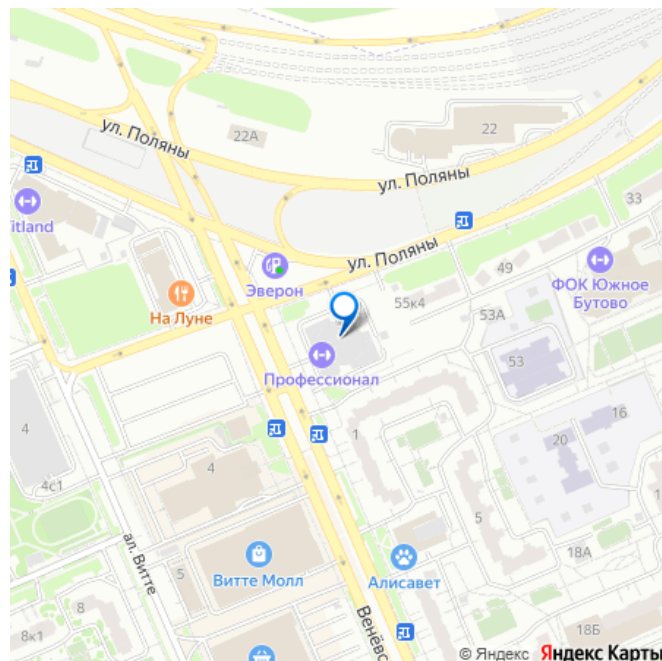 ул. Поляны
22А
22
ул. Поляны
33
itland
ул. Поляны
49
Эверон
ФОК Южное
Бутово
На Луне
55к4
53А
Профессионал
53
16
4
1
20
4
4с1
5
18А
ал. Витте
Витте Молл
Алисавет
5
8
8к1
Венёвс
18Б
© Яндекс Яндекс Карты